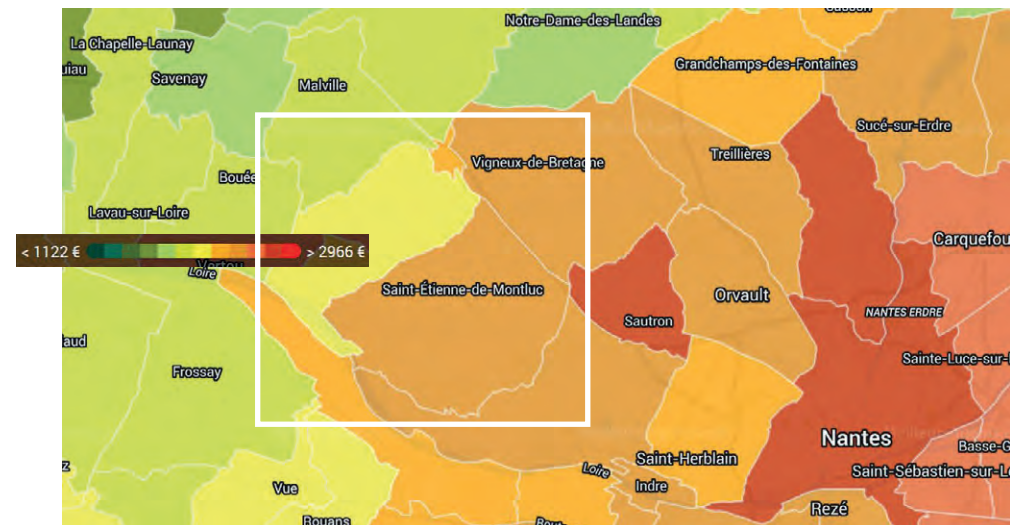 Notre-Dame-des-Landes
La Chapelle-Launay
Savenay
Malville
Grandchamps-des-Fontaines
Sucé-sur-Erdre
Vigneux-de-Bretagne
Treillières
Bouée
Lavau-sur-Loire
Carquefou
< 1122 €
> 2966 €
Loire
Saint-Étienne-de-Montluc
Orvault
NANTES ERDRE
Sautron
Frossay
Sainte-Luce-sur-
Nantes
Basse-G
Saint-Herblain
Loire
Saint-Sébastien-sur-L
Vue
Indre
Rezé